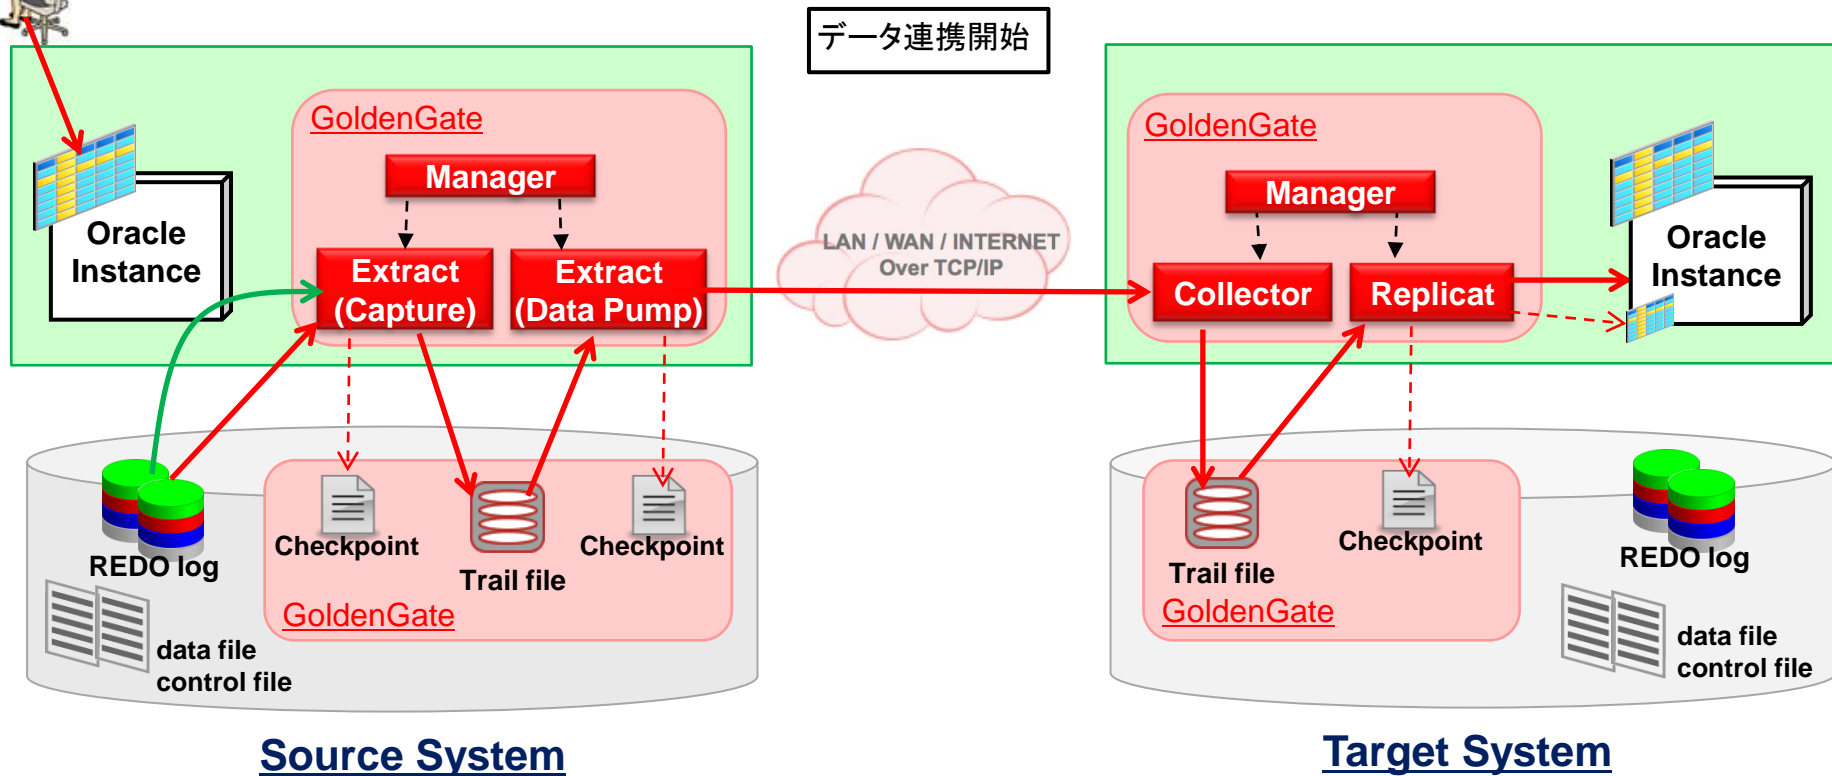 データ連携開始
GoldenGate
Manager
Oracle
Instance
Extract
(Capture)
Extract
(Data Pump)
LAN / WAN / INTERNET
Over TCP/IP
GoldenGate
Manager
Collector
Replicat
Oracle
Instance
REDO log
Checkpoint
Trail file
Checkpoint
GoldenGate
data file
control file
Trail file
Checkpoint
GoldenGate
REDO log
data file
control file
Source System
Target System